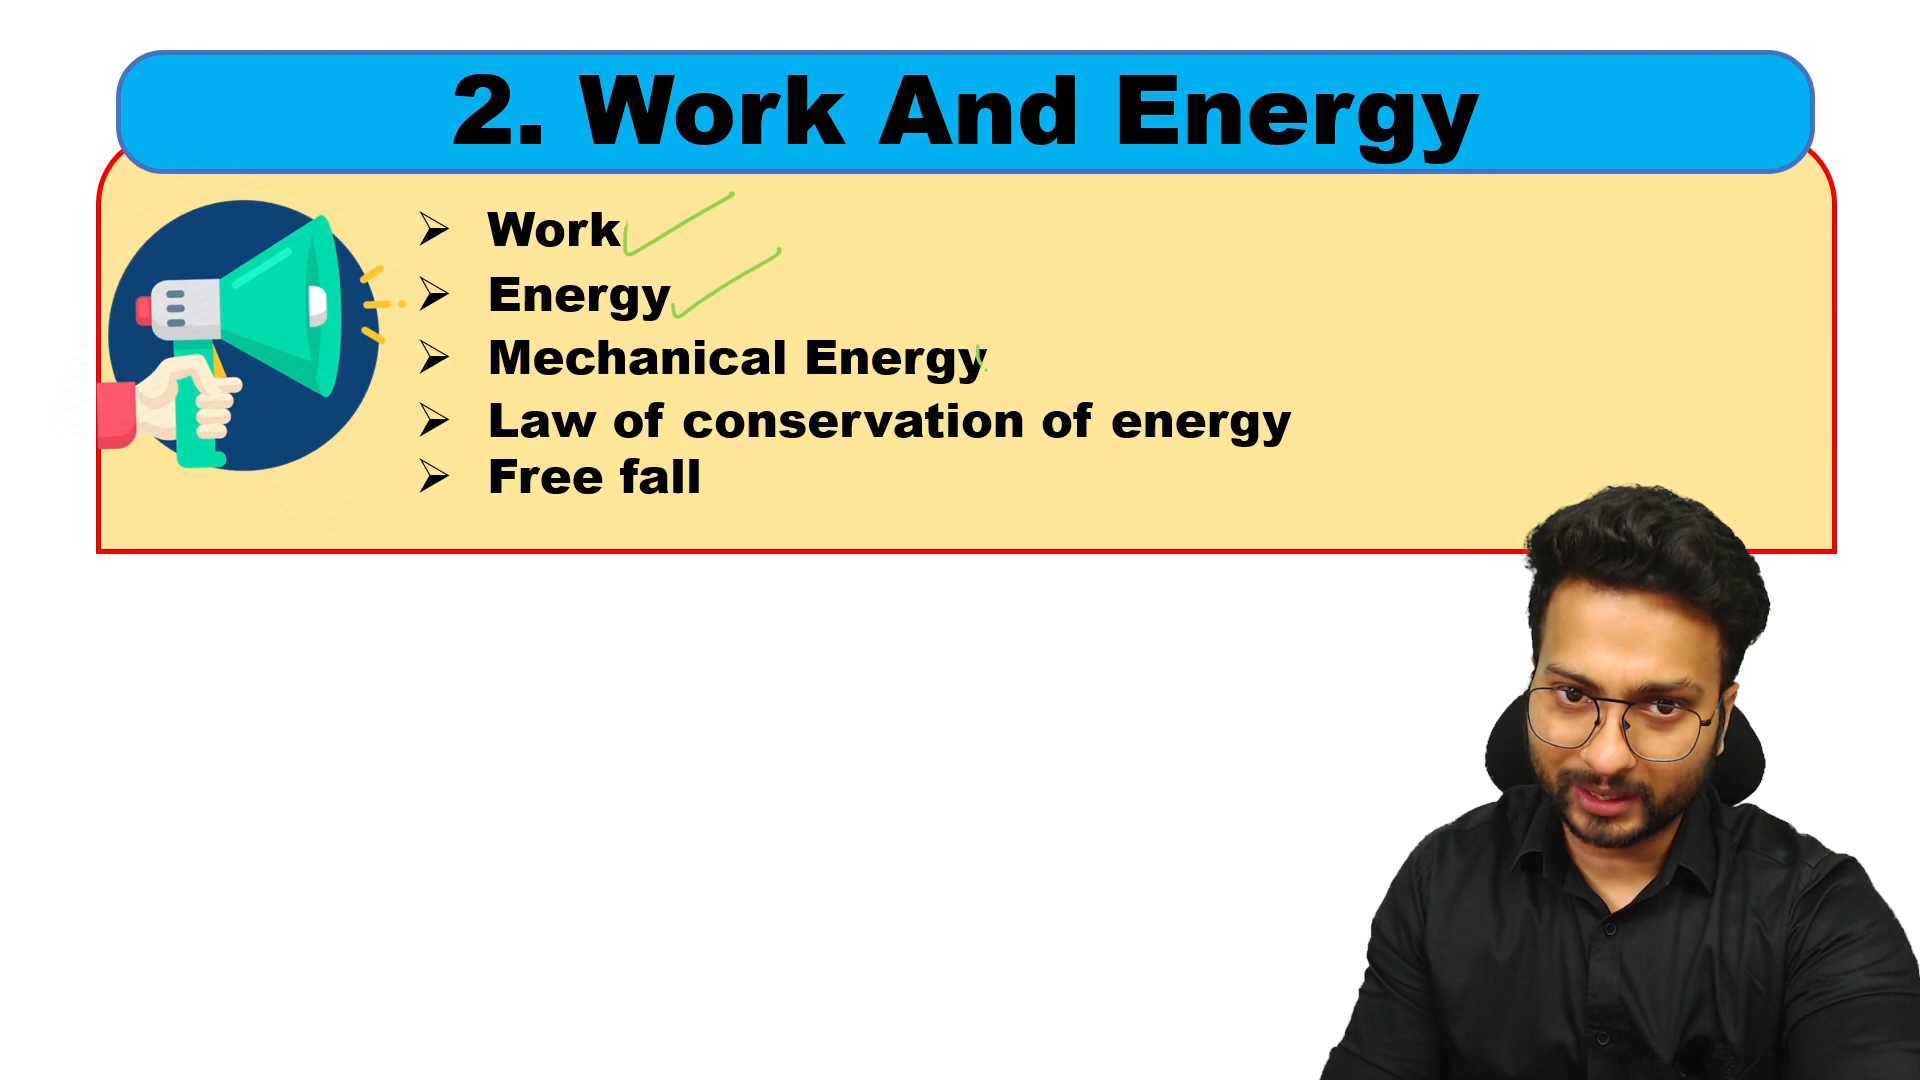 2. Work And Energy
Work
Energy
Mechanical Energy
Law of conservation of energy
Free fall